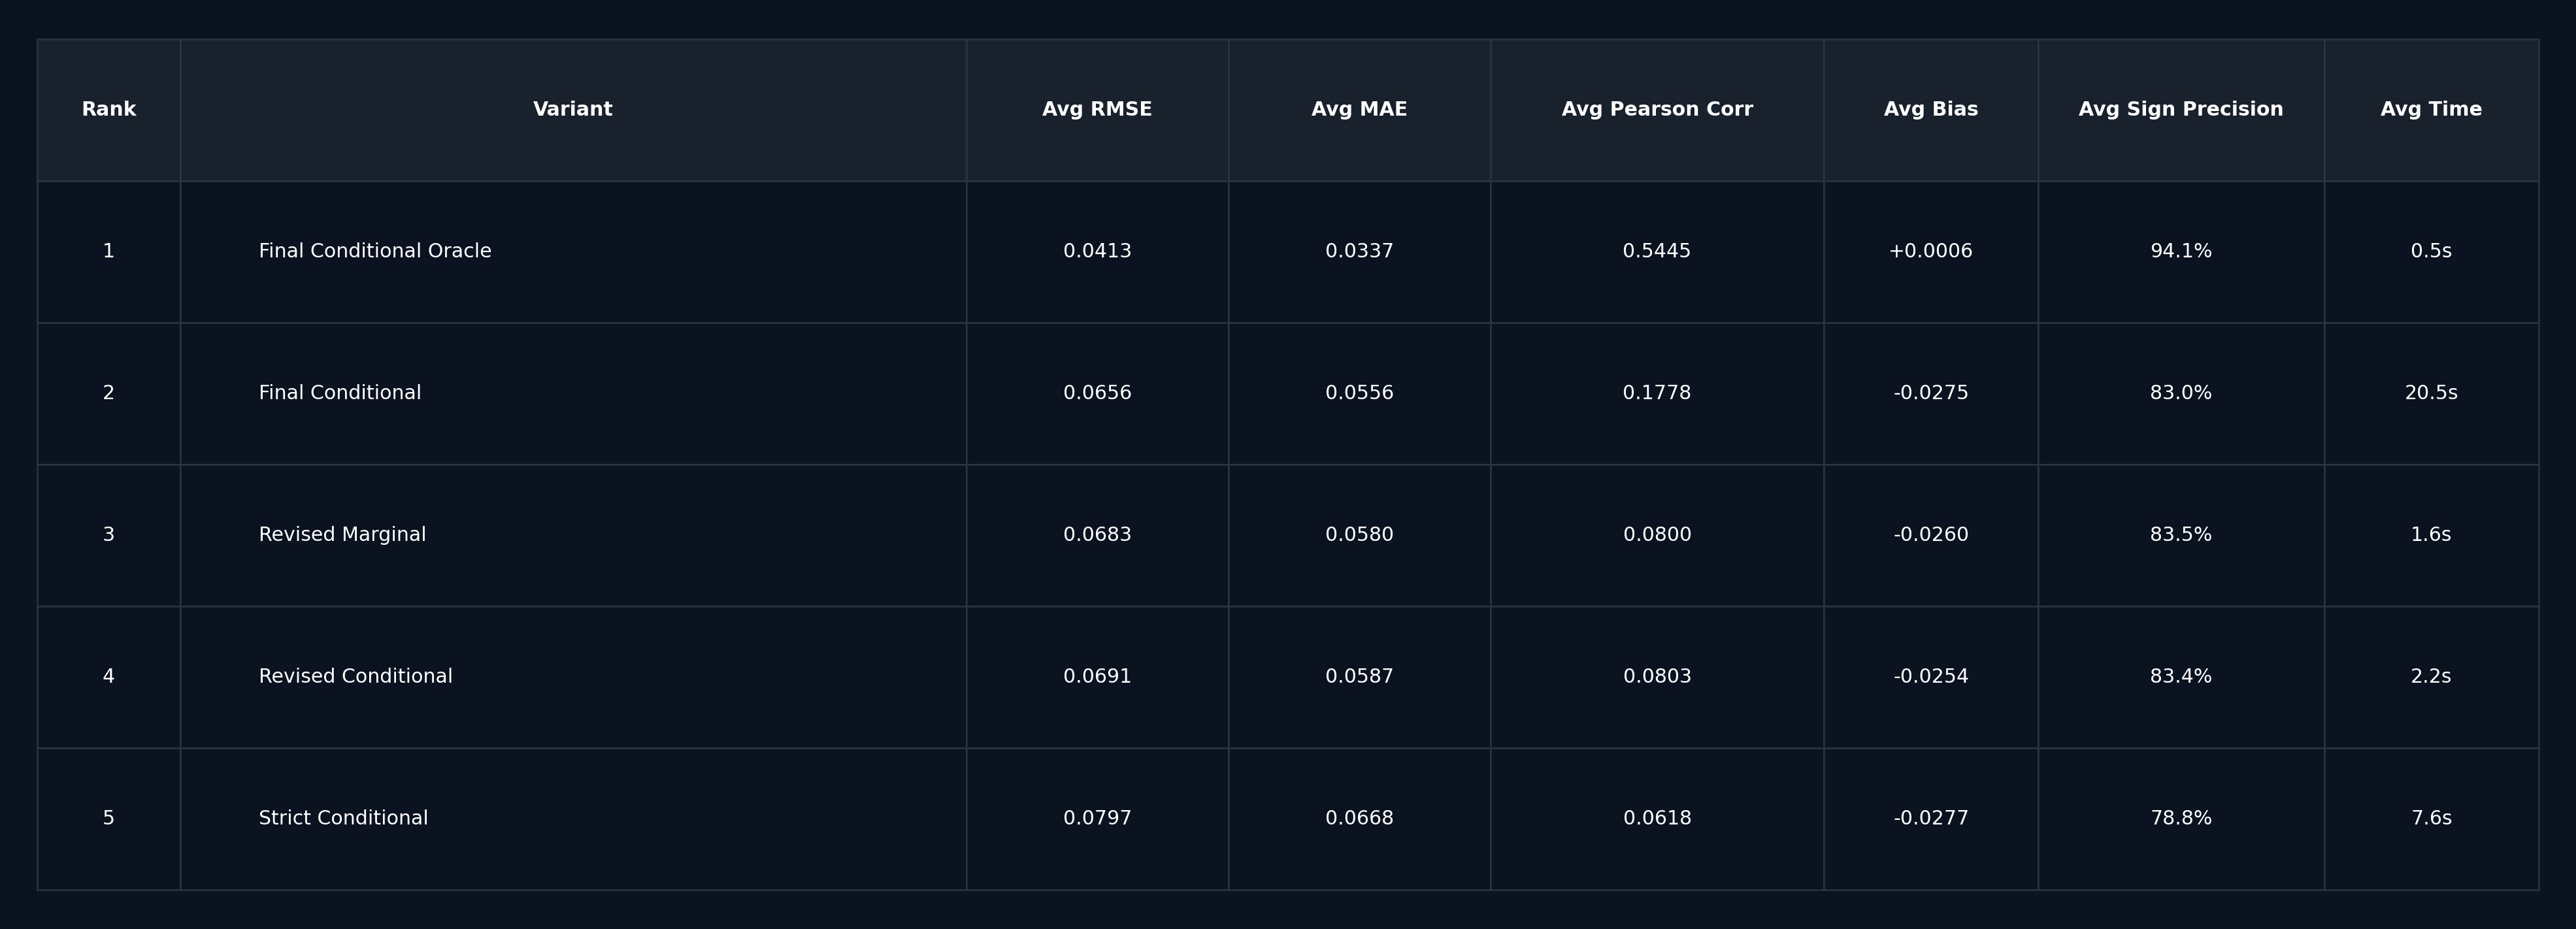 Rank Variant Avg RMSE Avg MAE Avg Pearson Corr Avg Bias Avg Sign Precision Avg Time
1 Final Conditional Oracle 0.0413 0.0337 0.5445 +0.0006 94.1% 0.5s
2 Final Conditional 0.0656 0.0556 0.1778 -0.0275 83.0% 20.5s
3 Revised Marginal 0.0683 0.0580 0.0800 -0.0260 83.5% 1.6s
4 Revised Conditional 0.0691 0.0587 0.0803 -0.0254 83.4% 2.2s
5 Strict Conditional 0.0797 0.0668 0.0618 -0.0277 78.8% 7.6s